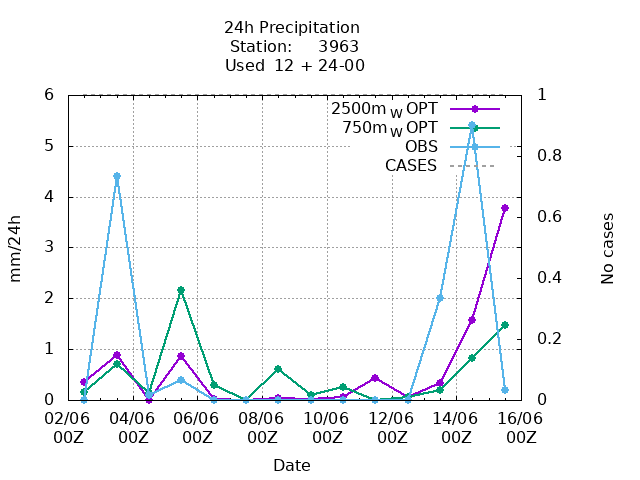 24h Precipitation
Station: 3963
Used 12 + 24-00
6 1
2500m W OPT
750m W OPT
OBS
CASES
5
0.8
4
0.6
3
0.4
2
0.2
1
0 0
mm/24h
No cases
02/06 04/06 06/06 08/06 10/06 12/06 14/06 16/06
00Z 00Z 00Z 00Z 00Z 00Z 00Z 00Z
Date